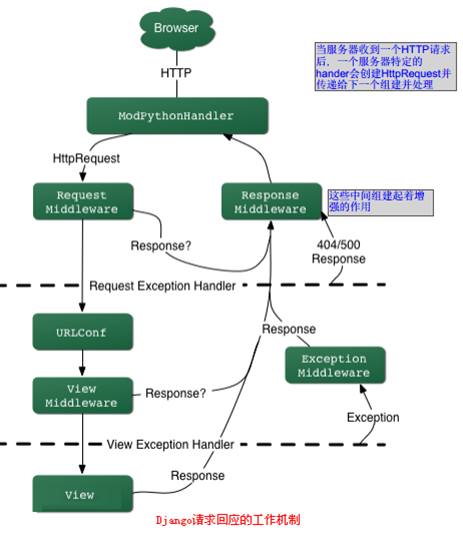 Browser
当服务器收到一个HTTP请求
后，一个服务器特定的
hander会创建HttpRequest并
传递给下一个组建并处理
HTTP
ModPythonHandler
HttpRequest
Request
Middleware
Response
Middleware
这些中间组建起着增
强的作用
Response?
404/500
Response
Request Exception Handler
URLConf
Response
Exception
Middleware
View
Middleware
Response?
Exception
View Exception Handler
Response
View
Django请求回应的工作机制